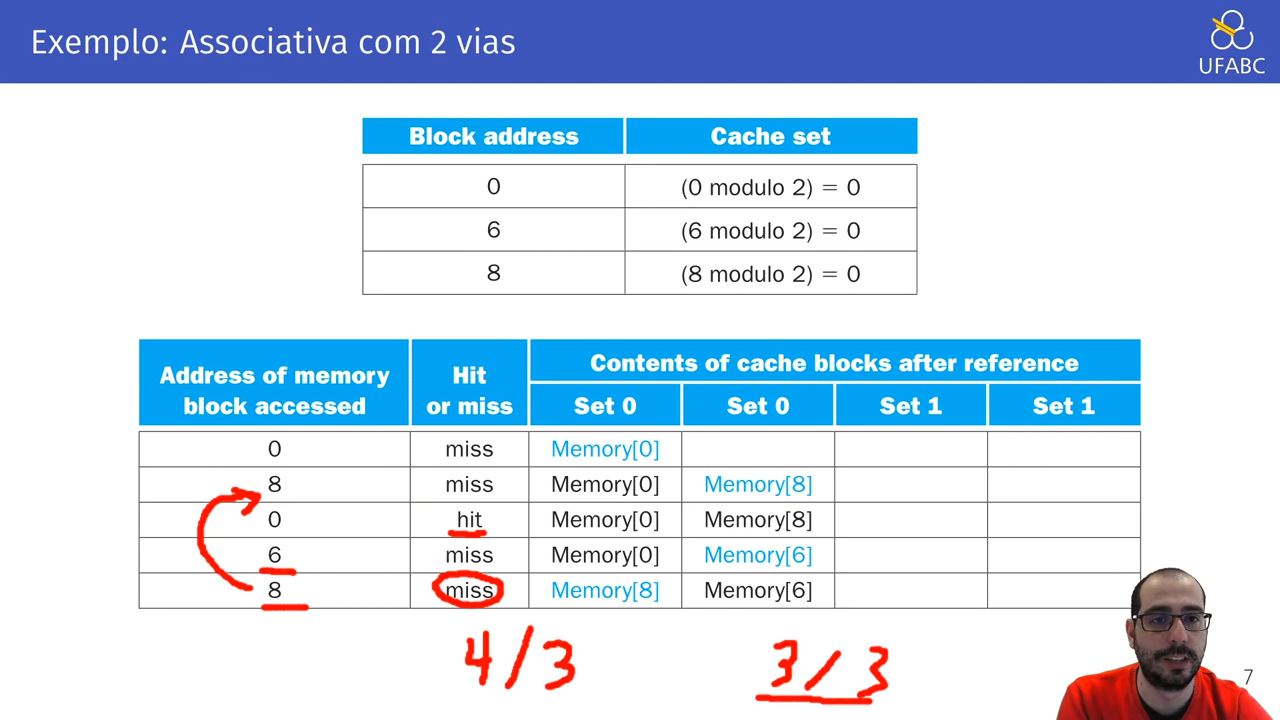 Exemplo: Associativa com 2 vias
UFABC
Block address Cache set
0 (0 modulo 2) = 0
6 (6 modulo 2) = 0
8 (8 modulo 2) = 0
Address of memory block accessed Hit or miss Contents of cache blocks after reference
Set 0 Set 0 Set 1 Set 1
0 miss Memory[0]
8 miss Memory[0] Memory[8]
0 hit Memory[0] Memory[8]
6 miss Memory[0] Memory[6]
8 miss Memory[8] Memory[6]
4/3 3/3
7